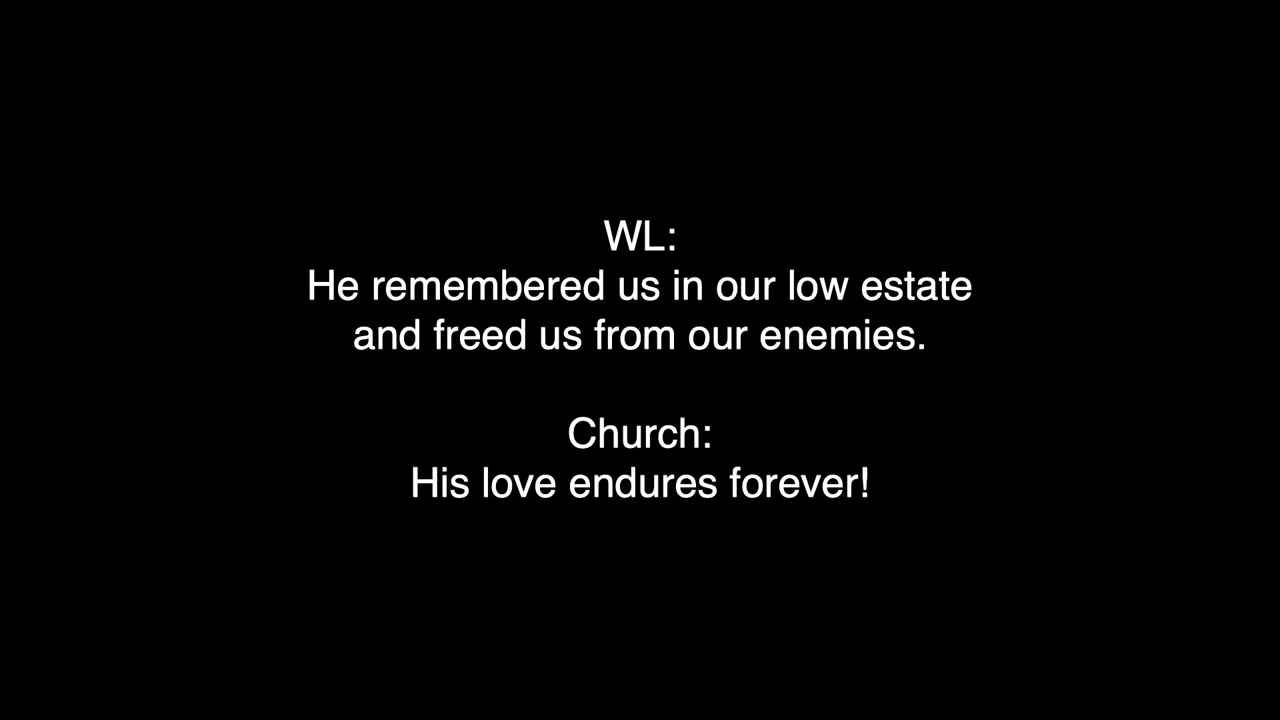 WL:
He remembered us in our low estate
and freed us from our enemies.
Church:
His love endures forever!